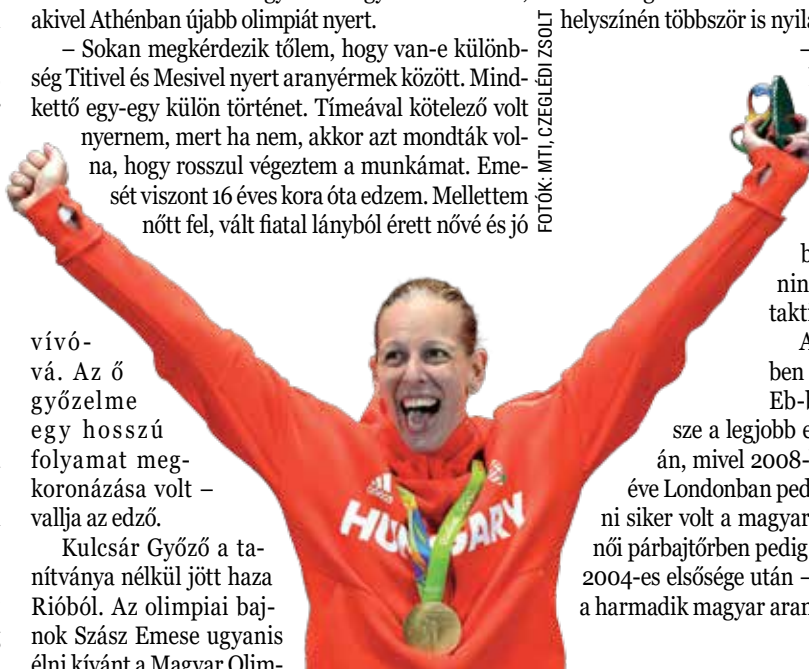 akivel Athénban újabb olimpiát nyert.
– Sokan megkérdezik tőlem, hogy van-e különb-
ség Titivel és Mesivel nyert aranyérmek között. Mind-
kettő egy-egy külön történet. Tímeával kötelező volt
nyernem, mert ha nem, akkor azt mondták vol-
na, hogy rosszul végeztem a munkámat. Eme-
sét viszont 16 éves kora óta edzem. Mellettem
nőtt fel, vált fiatal lányból érett nővé és jó
vívó-
vá. Az ő
győzelme
egy hosszú
folyamat meg-
koronázása volt –
vallja az edző.
Kulcsár Győző a ta-
nítványa nélkül jött haza
Rióból. Az olimpiai baj-
nok Szász Emese ugyanis
élni kívánt a Magyar Olim-
FOTÓK: MTI, CZEGLÉDI ZSOLT
helyszínén többször is
–
takti
ben
Eb-b
sze a legjobb
án, mivel 2008-
éve Londonban
ni siker volt a magyar
női párbajtőrben pedig
2004-es elsősége után –
a harmadik magyar
adidas
HUNGARY